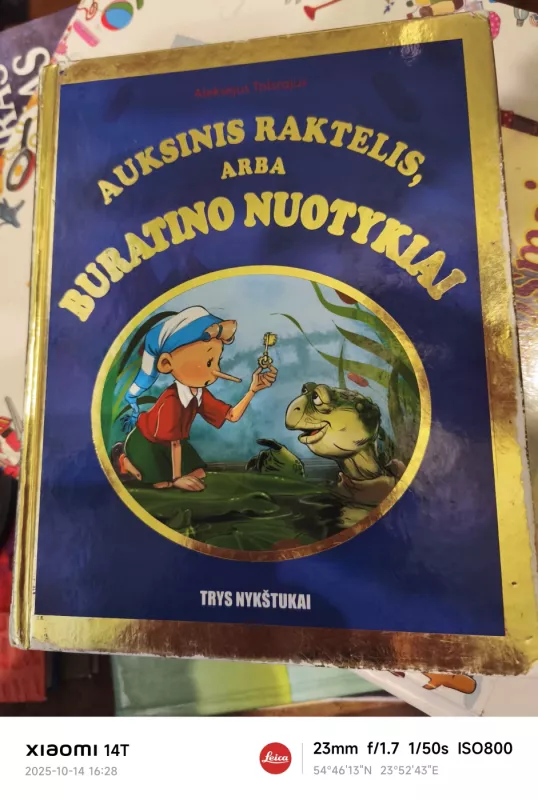 Aleksejus Tolstojus
AUKSINIS RAKTELIS,
ARBA
BURATINO NUOTYKIAI
TRYS NYKŠTUKAI
XIAOMI 14T
2025-10-14 16:28
Leica
23mm f/1.7 1/50s ISO800
54°46'13"N 23°52'43"E